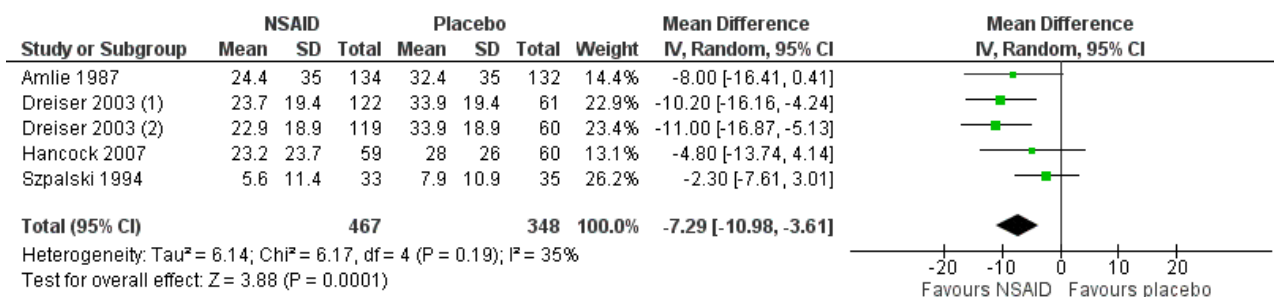 NSAID Placebo Mean Difference Mean Difference
Study or Subgroup Mean SD Total Mean SD Total Weight IV, Random, 95% CI IV, Random, 95% CI
Amlie 1987 24.4 35 134 32.4 35 132 14.4% -8.00 [-16.41, 0.41]
Dreiser 2003 (1) 23.7 19.4 122 33.9 19.4 61 22.9% -10.20 [-16.16, -4.24]
Dreiser 2003 (2) 22.9 18.9 119 33.9 18.9 60 23.4% -11.00 [-16.87, -5.13]
Hancock 2007 23.2 23.7 59 28 26 60 13.1% -4.80 [-13.74, 4.14]
Szpalski 1994 5.6 11.4 33 7.9 10.9 35 26.2% -2.30 [-7.61, 3.01]
Total (95% CI) 467 348 100.0% -7.29 [-10.98, -3.61]
Heterogeneity: Tau² = 6.14; Chi² = 6.17, df = 4 (P = 0.19); I² = 35%
Test for overall effect: Z = 3.88 (P = 0.0001)
-20 -10 0 10 20
Favours NSAID Favours placebo